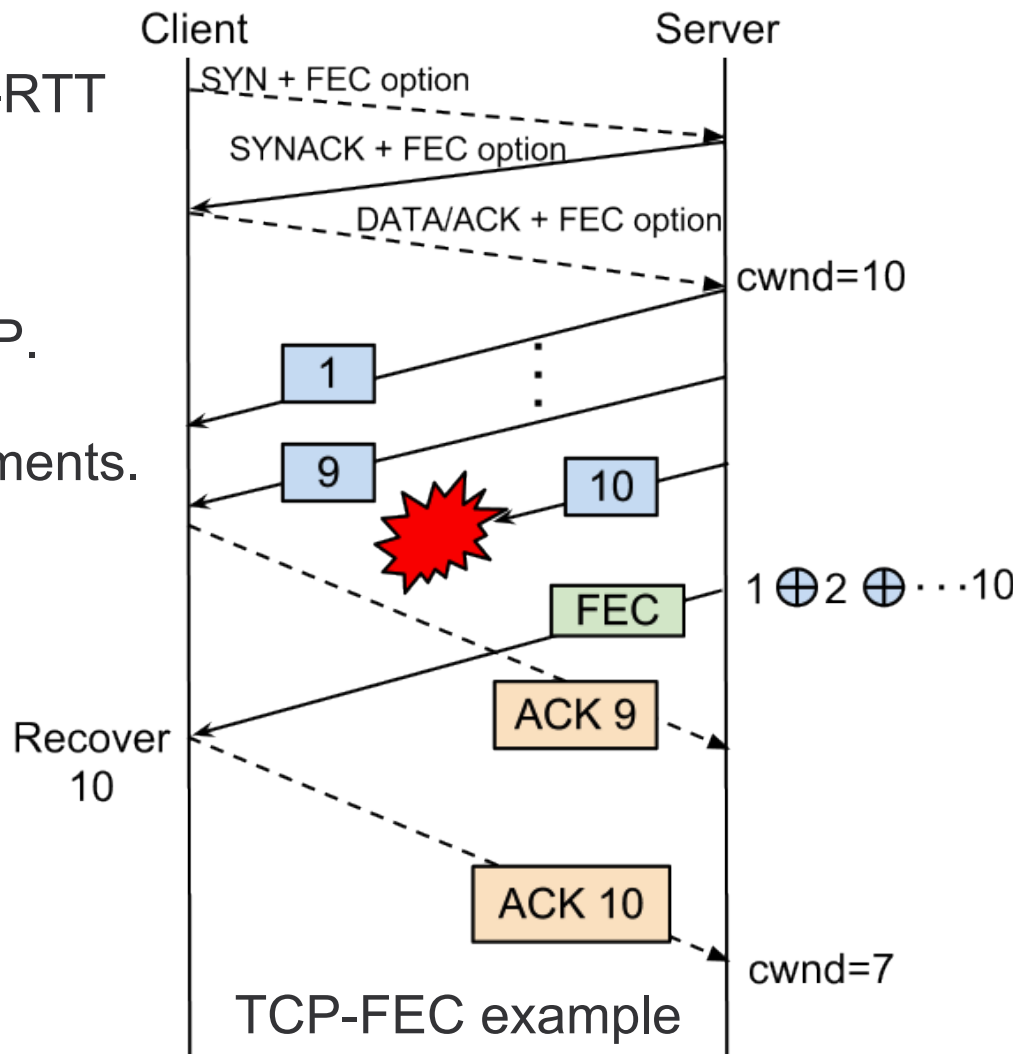 Client
Server
-RTT
SYN + FEC option
SYNACK + FEC option
DATA/ACK + FEC option
cwnd=10
P.
1
ments.
9
10
FEC
1 ⊕ 2 ⊕ · · · 10
ACK 9
Recover
10
ACK 10
cwnd=7
TCP-FEC example